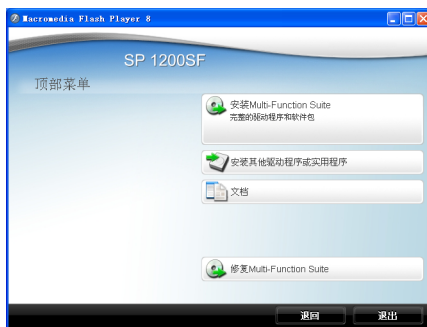 Macromedia Flash Player 8
SP 1200SF
顶部菜单
安装Multi-Function Suite
完整的驱动程序和软件包
安装其他驱动程序或实用程序
文档
修复Multi-Function Suite
退回
退出